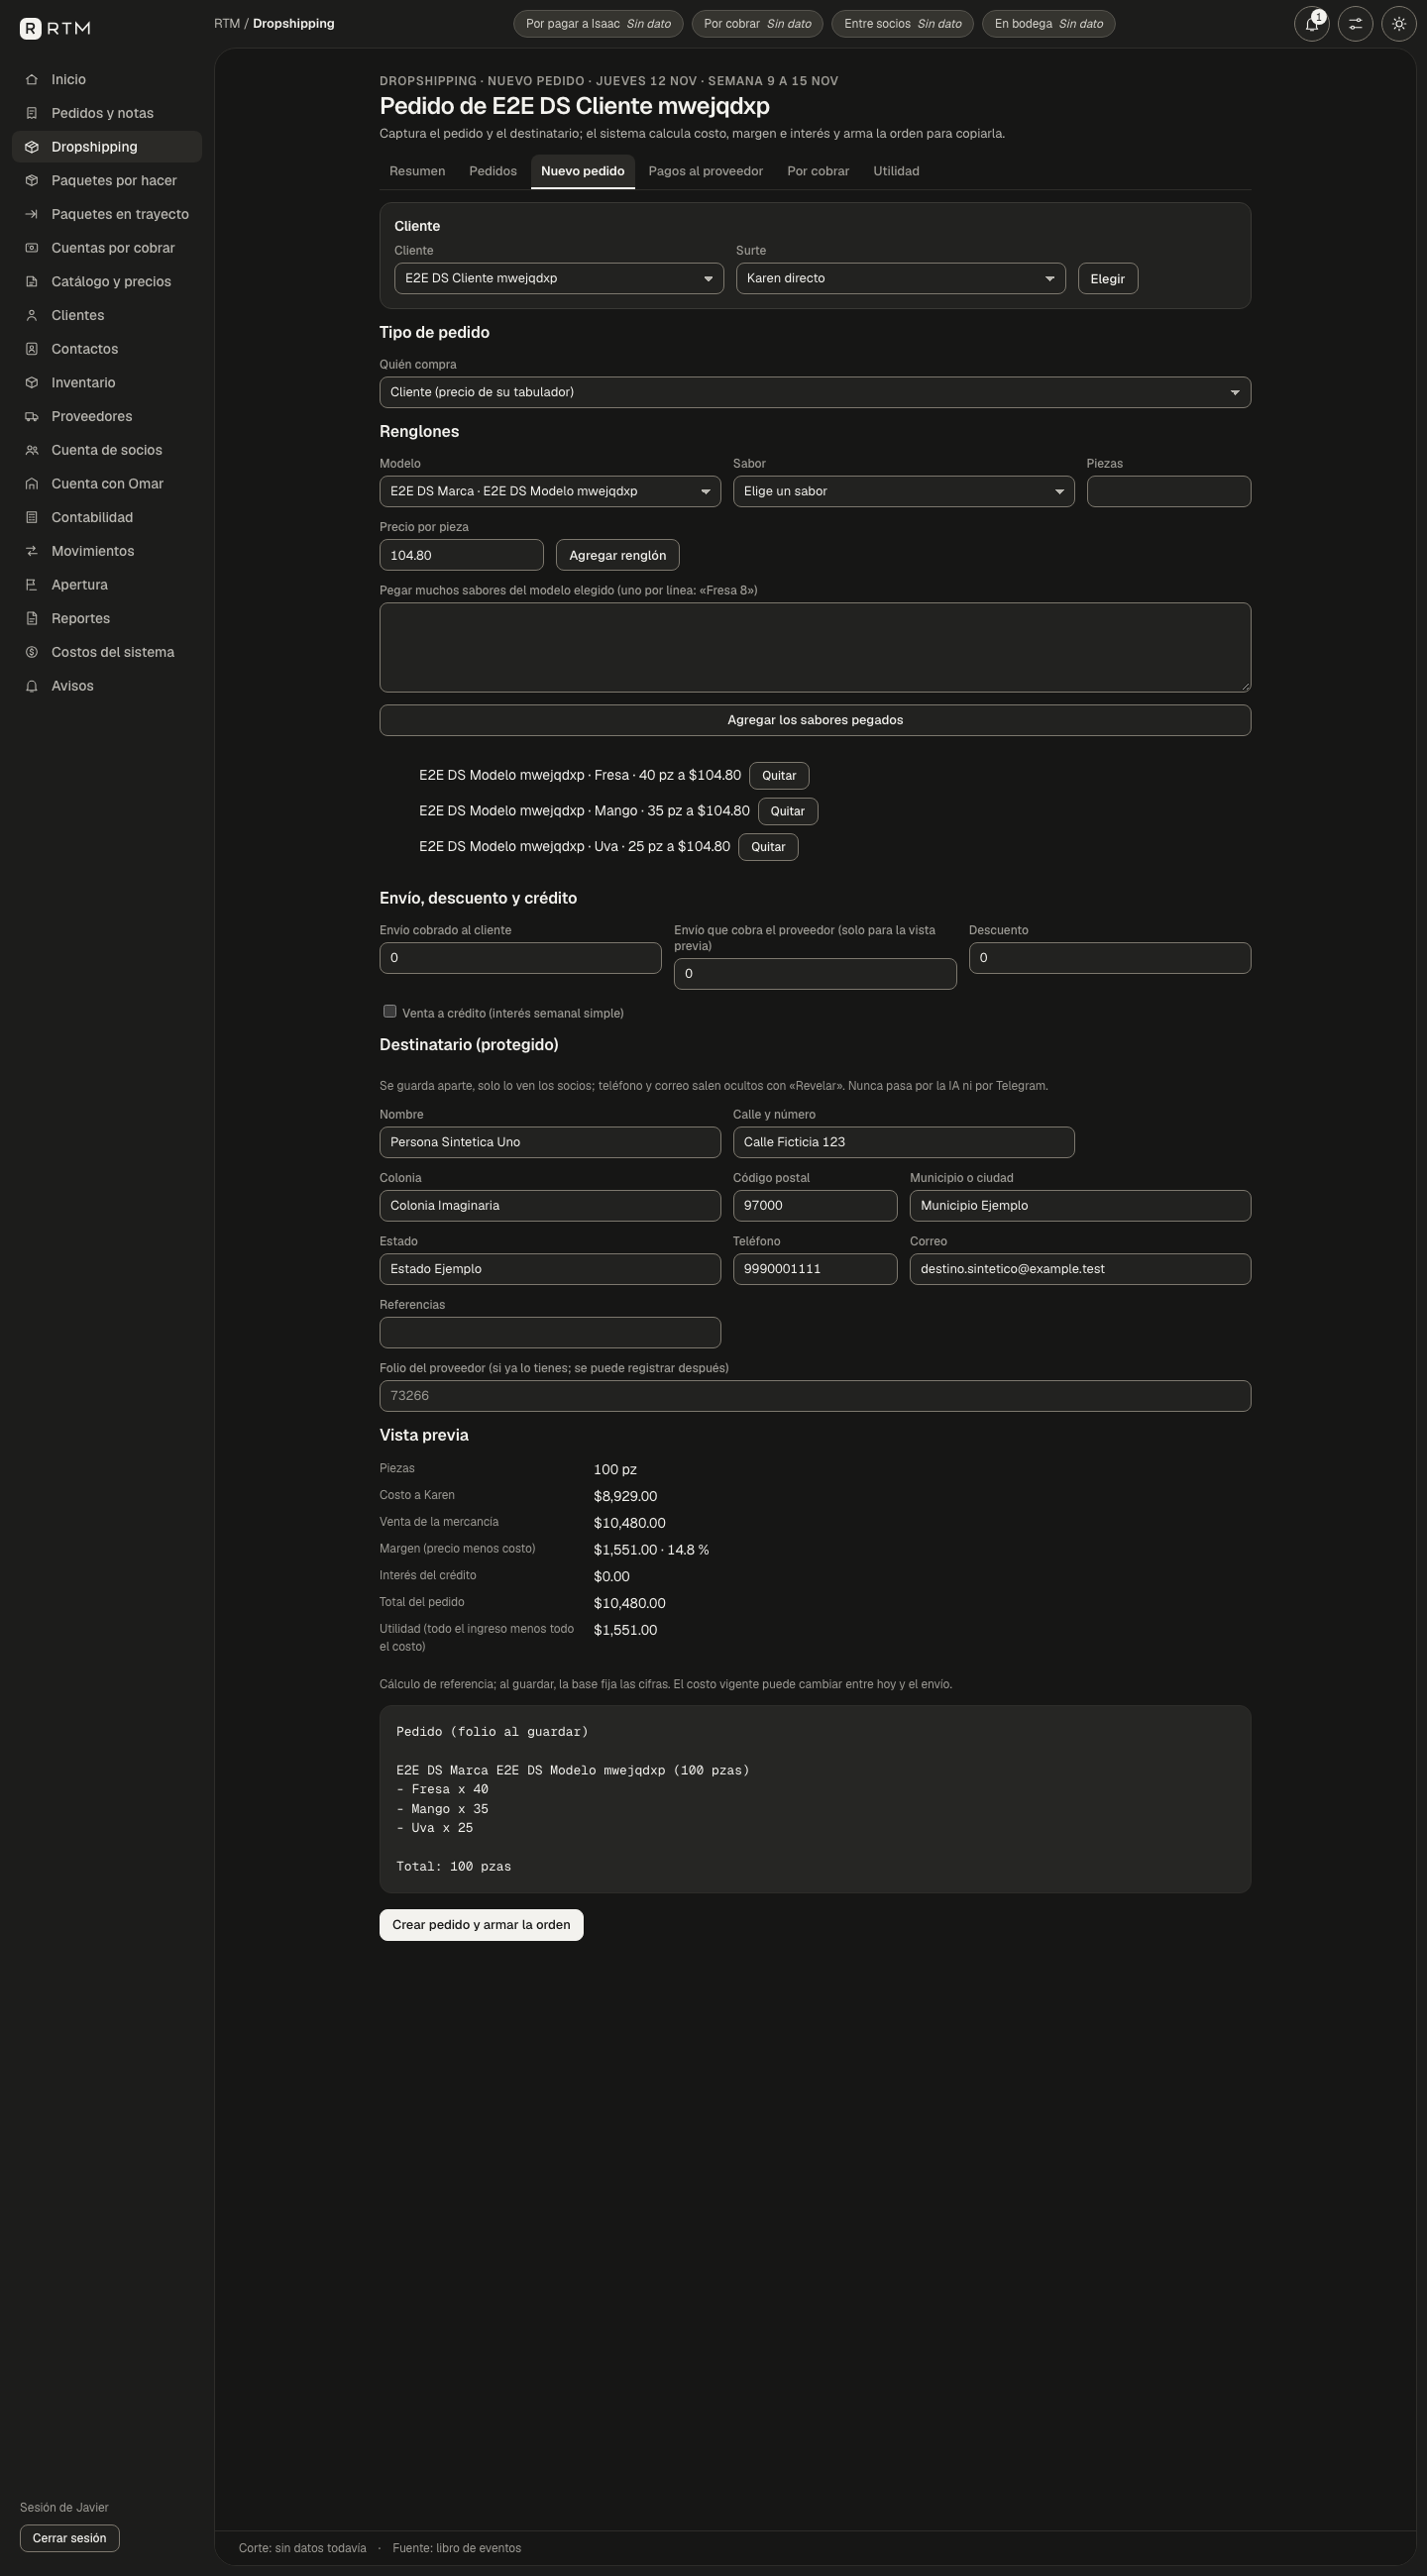 R RTM
RTM / Dropshipping
Por pagar a Isaac Sin dato
Por cobrar Sin dato
Entre socios Sin dato
En bodega Sin dato
1
Inicio
Pedidos y notas
Dropshipping
Paquetes por hacer
Paquetes en trayecto
Cuentas por cobrar
Catálogo y precios
Clientes
Contactos
Inventario
Proveedores
Cuenta de socios
Cuenta con Omar
Contabilidad
Movimientos
Apertura
Reportes
Costos del sistema
Avisos
DROPSHIPPING · NUEVO PEDIDO · JUEVES 12 NOV · SEMANA 9 A 15 NOV
Pedido de E2E DS Cliente mwejqdxp
Captura el pedido y el destinatario; el sistema calcula costo, margen e interés y arma la orden para copiarla.
Resumen Pedidos Nuevo pedido Pagos al proveedor Por cobrar Utilidad
Cliente
Cliente Surte
E2E DS Cliente mwejqdxp Karen directo Elegir
Tipo de pedido
Quién compra
Cliente (precio de su tabulador)
Renglones
Modelo Sabor Piezas
E2E DS Marca · E2E DS Modelo mwejqdxp Elige un sabor
Precio por pieza
104.80 Agregar renglón
Pegar muchos sabores del modelo elegido (uno por línea: «Fresa 8»)
Agregar los sabores pegados
E2E DS Modelo mwejqdxp · Fresa · 40 pz a $104.80 Quitar
E2E DS Modelo mwejqdxp · Mango · 35 pz a $104.80 Quitar
E2E DS Modelo mwejqdxp · Uva · 25 pz a $104.80 Quitar
Envío, descuento y crédito
Envío cobrado al cliente
0
Envío que cobra el proveedor (solo para la vista
previa)
0
Descuento
0
Venta a crédito (interés semanal simple)
Destinatario (protegido)
Se guarda aparte, solo lo ven los socios; teléfono y correo salen ocultos con «Revelar». Nunca pasa por la IA ni por Telegram.
Nombre Calle y número
Persona Sintetica Uno Calle Ficticia 123
Colonia Código postal Municipio o ciudad
Colonia Imaginaria 97000 Municipio Ejemplo
Estado Teléfono Correo
Estado Ejemplo 9990001111 destino.sintetico@example.test
Referencias
Folio del proveedor (si ya lo tienes; se puede registrar después)
73266
Vista previa
Piezas 100 pz
Costo a Karen $8,929.00
Venta de la mercancía $10,480.00
Margen (precio menos costo) $1,551.00 · 14.8 %
Interés del crédito $0.00
Total del pedido $10,480.00
Utilidad (todo el ingreso menos todo $1,551.00
el costo)
Cálculo de referencia; al guardar, la base fija las cifras. El costo vigente puede cambiar entre hoy y el envío.
Pedido (folio al guardar)
E2E DS Marca E2E DS Modelo mwejqdxp (100 pzas)
- Fresa x 40
- Mango x 35
- Uva x 25
Total: 100 pzas
Crear pedido y armar la orden
Sesión de Javier
Cerrar sesión
Corte: sin datos todavía · Fuente: libro de eventos